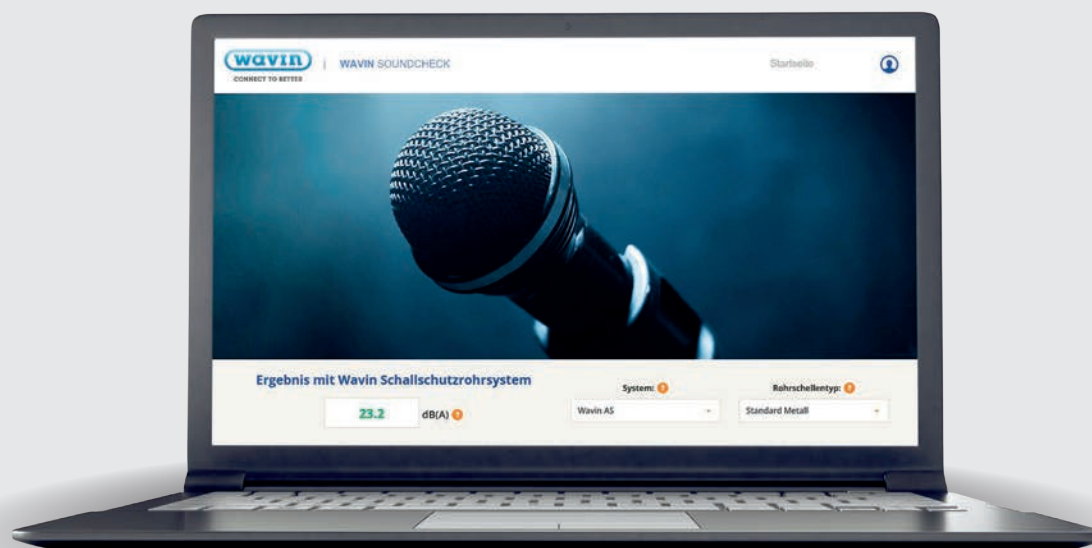 wavin
CONNECT TO BETTER
| WAVIN SOUNDCHECK
Startseite
Ergebnis mit Wavin Schallschutzrohrsystem
23.2 dB(A) ?
System: ?
Wavin AS
Rohrschellentyp: ?
Standard Metall